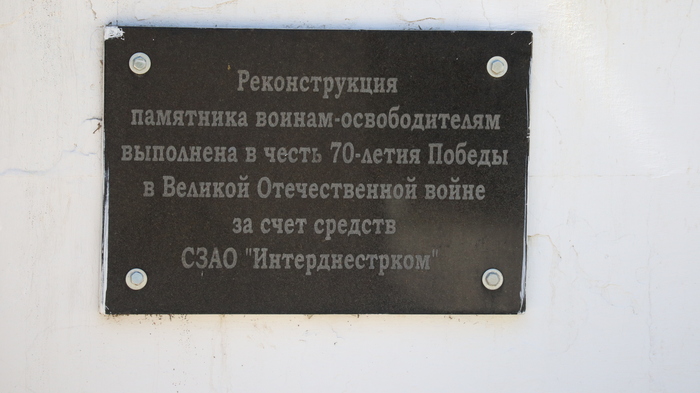 Реконструкция
памятника воинам-освободителям
выполнена в честь 70-летия Победы
в Великой Отечественной войне
за счет средств
СЗАО "Интерднестрком"